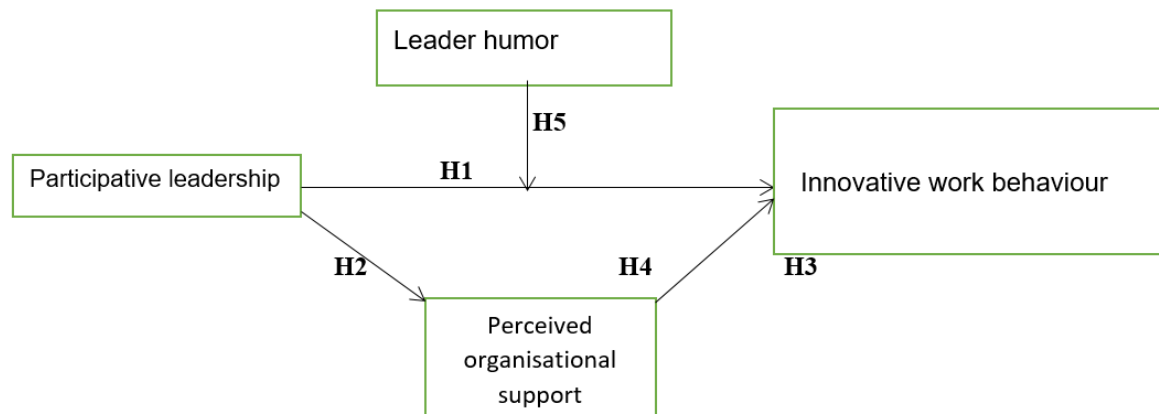 Leader humor
H5
Participative leadership
H1
Innovative work behaviour
H2
H4
H3
Perceived
organisational
support